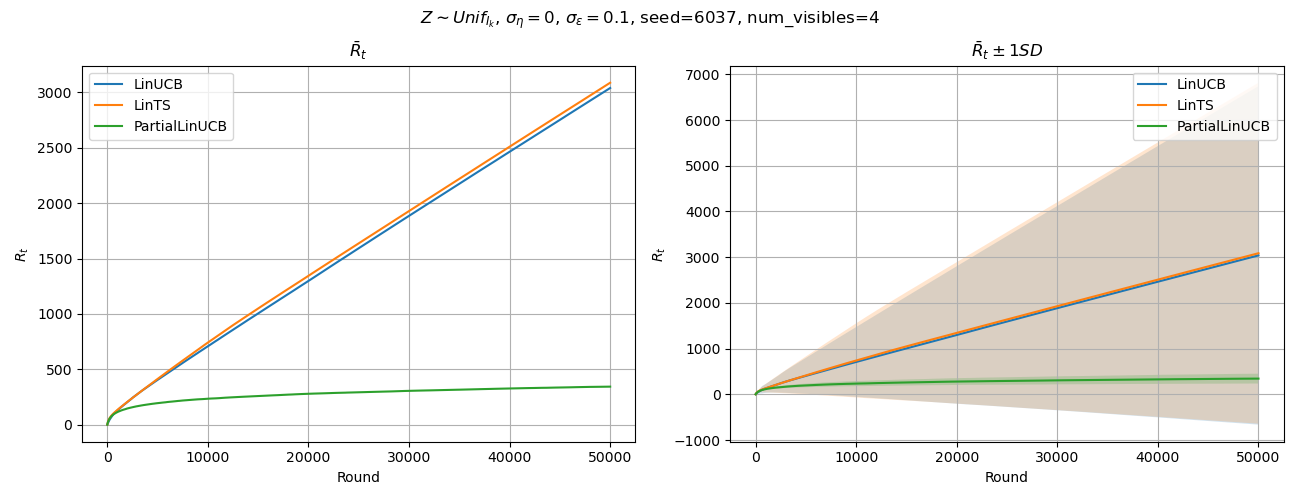 Z ∼ Unif_{I_k}, σ_η = 0, σ_ε = 0.1, seed=6037, num_visibles=4
R̄_t
R_t
3000
2500
2000
1500
1000
500
0
LinUCB
LinTS
PartialLinUCB
0 10000 20000 30000 40000 50000
Round
R̄_t ± 1SD
R_t
7000
6000
5000
4000
3000
2000
1000
0
−1000
LinUCB
LinTS
PartialLinUCB
0 10000 20000 30000 40000 50000
Round